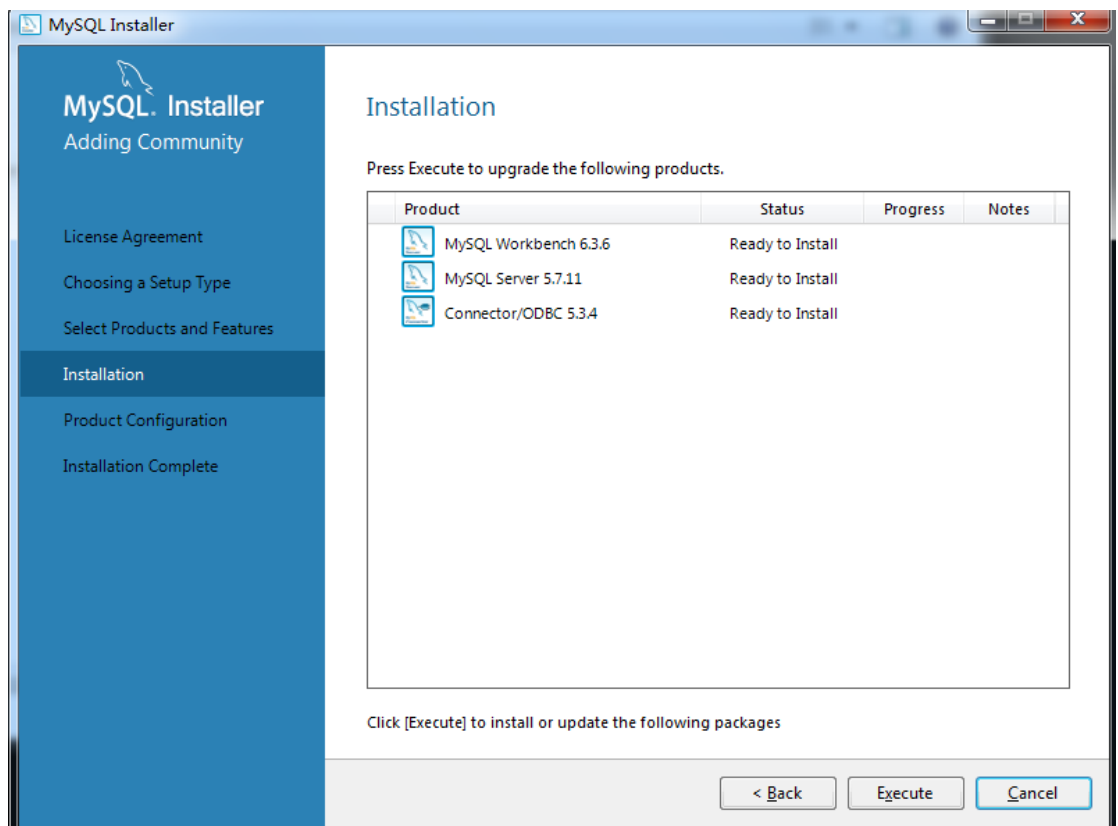 MySQL Installer
MySQL. Installer
Adding Community
License Agreement
Choosing a Setup Type
Select Products and Features
Installation
Product Configuration
Installation Complete
Installation
Press Execute to upgrade the following products.
Product Status Progress Notes
MySQL Workbench 6.3.6 Ready to Install
MySQL Server 5.7.11 Ready to Install
Connector/ODBC 5.3.4 Ready to Install
Click [Execute] to install or update the following packages
< Back Execute Cancel